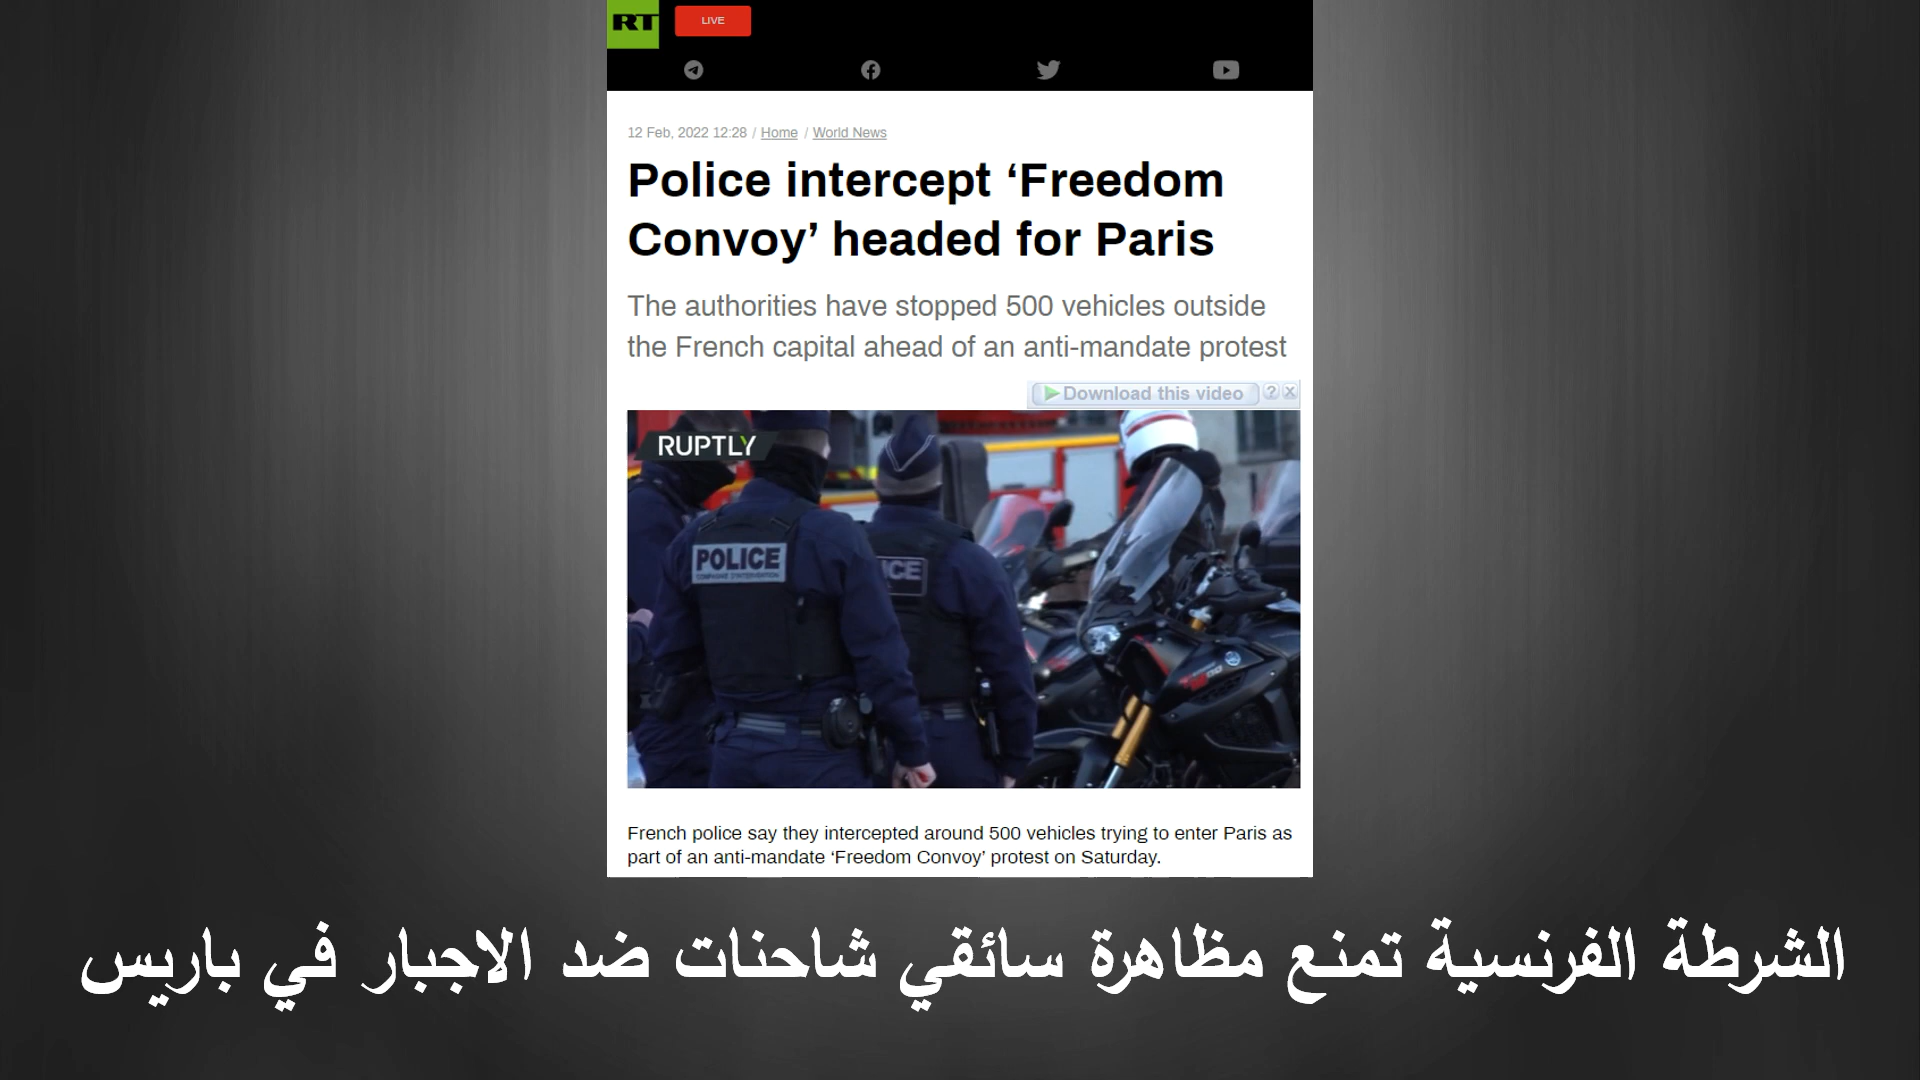 RT
LIVE
12 Feb, 2022 12:28 / Home / World News
Police intercept ‘Freedom
Convoy’ headed for Paris
The authorities have stopped 500 vehicles outside
the French capital ahead of an anti-mandate protest
Download this video ? X
RUPTLY
POLICE
COMPAGNIE D'INTERVENTION
ICE
French police say they intercepted around 500 vehicles trying to enter Paris as
part of an anti-mandate ‘Freedom Convoy’ protest on Saturday.
الشرطة الفرنسية تمنع مظاهرة سائقي شاحنات ضد الاجبار في باريس